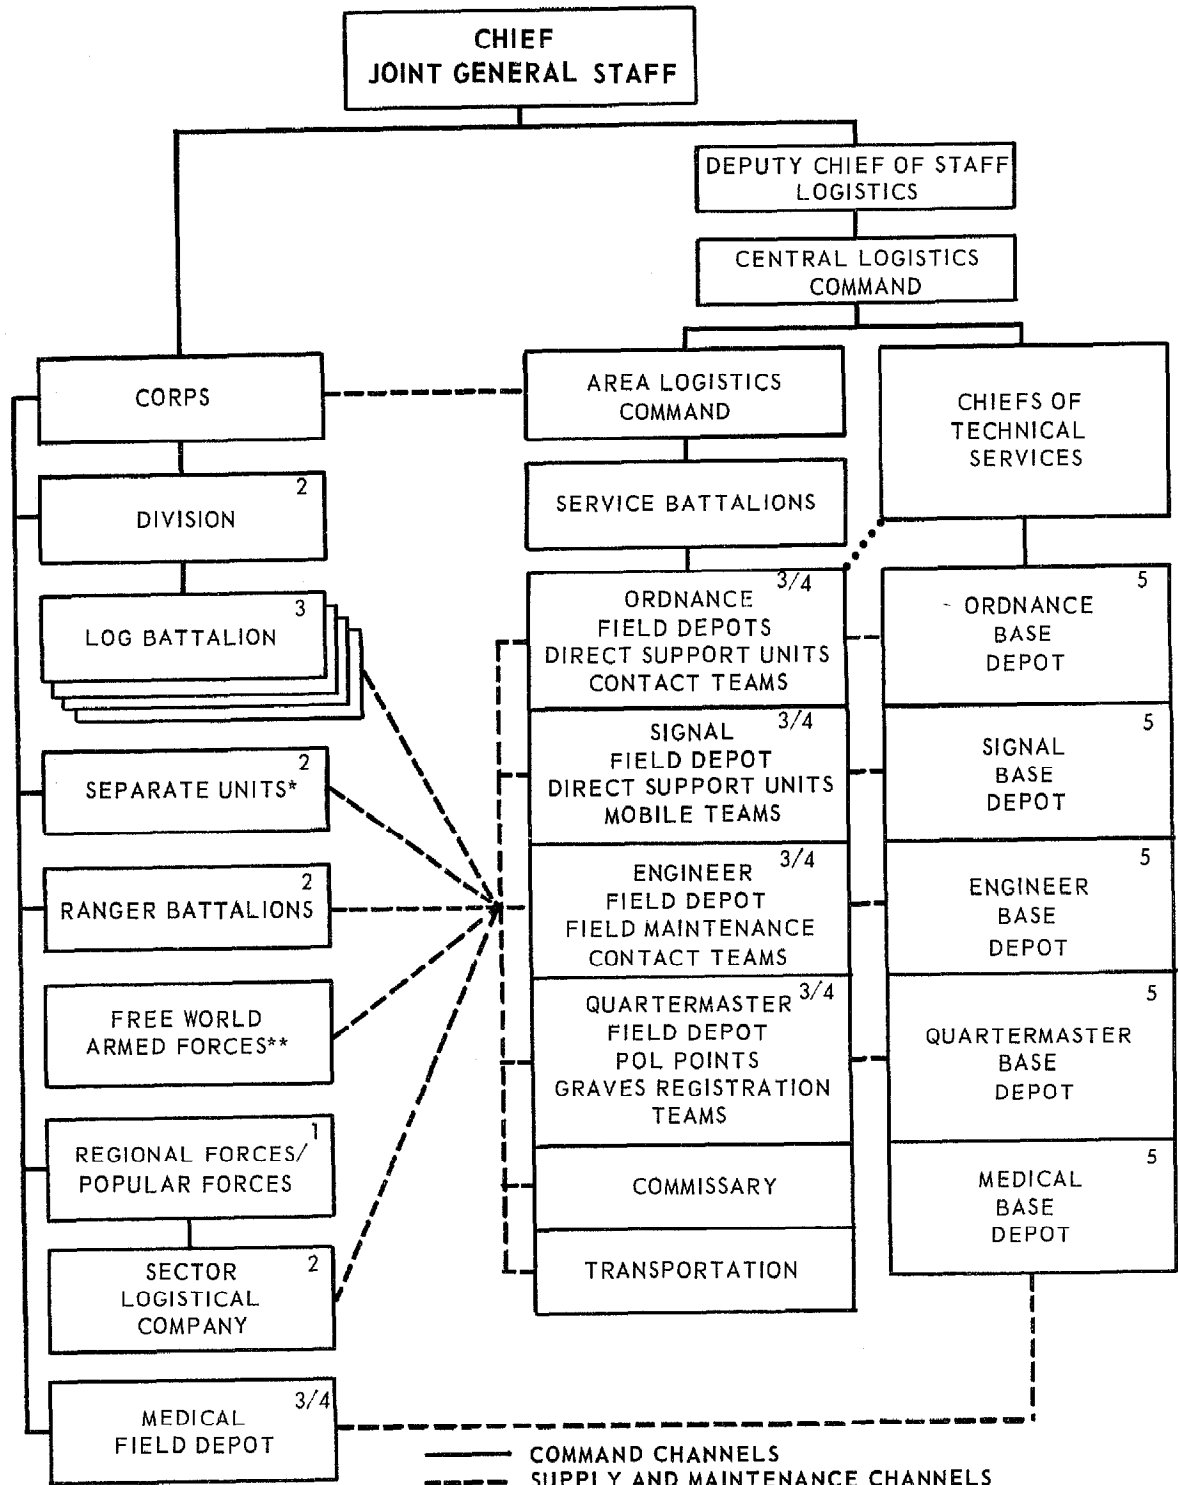 CHIEF
JOINT GENERAL STAFF
DEPUTY CHIEF OF STAFF
LOGISTICS
CENTRAL LOGISTICS
COMMAND
CORPS
AREA LOGISTICS
COMMAND
CHIEFS OF
TECHNICAL
SERVICES
2
DIVISION
SERVICE BATTALIONS
3
LOG BATTALION
2
SEPARATE UNITS*
2
RANGER BATTALIONS
FREE WORLD
ARMED FORCES**
1
REGIONAL FORCES/
POPULAR FORCES
2
SECTOR
LOGISTICAL
COMPANY
3/4
MEDICAL
FIELD DEPOT
3/4
ORDNANCE
FIELD DEPOTS
DIRECT SUPPORT UNITS
CONTACT TEAMS
3/4
SIGNAL
FIELD DEPOT
DIRECT SUPPORT UNITS
MOBILE TEAMS
3/4
ENGINEER
FIELD DEPOT
FIELD MAINTENANCE
CONTACT TEAMS
3/4
QUARTERMASTER
FIELD DEPOT
POL POINTS
GRAVES REGISTRATION
TEAMS
COMMISSARY
TRANSPORTATION
5
ORDNANCE
BASE
DEPOT
5
SIGNAL
BASE
DEPOT
5
ENGINEER
BASE
DEPOT
5
QUARTERMASTER
BASE
DEPOT
5
MEDICAL
BASE
DEPOT
COMMAND CHANNELS
SUPPLY AND MAINTENANCE CHANNELS